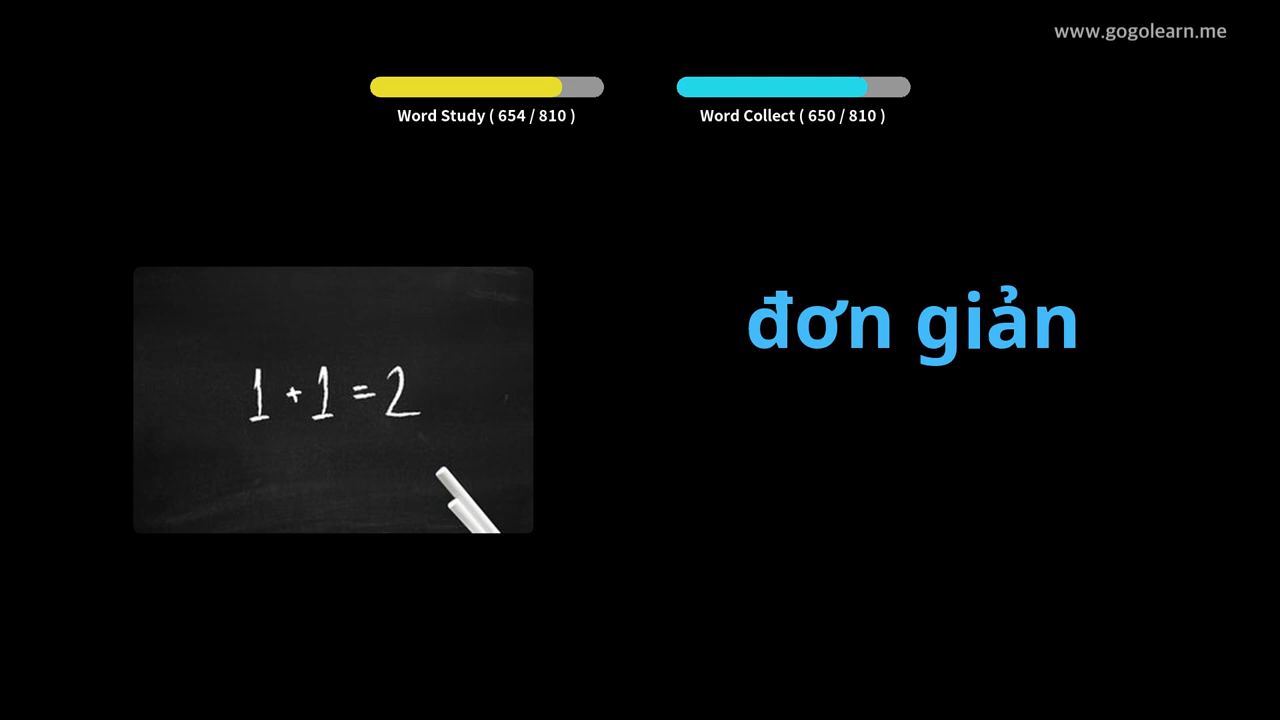 www.gogolearn.me
Word Study ( 654 / 810 )
Word Collect ( 650 / 810 )
1 + 1 = 2
đơn giản